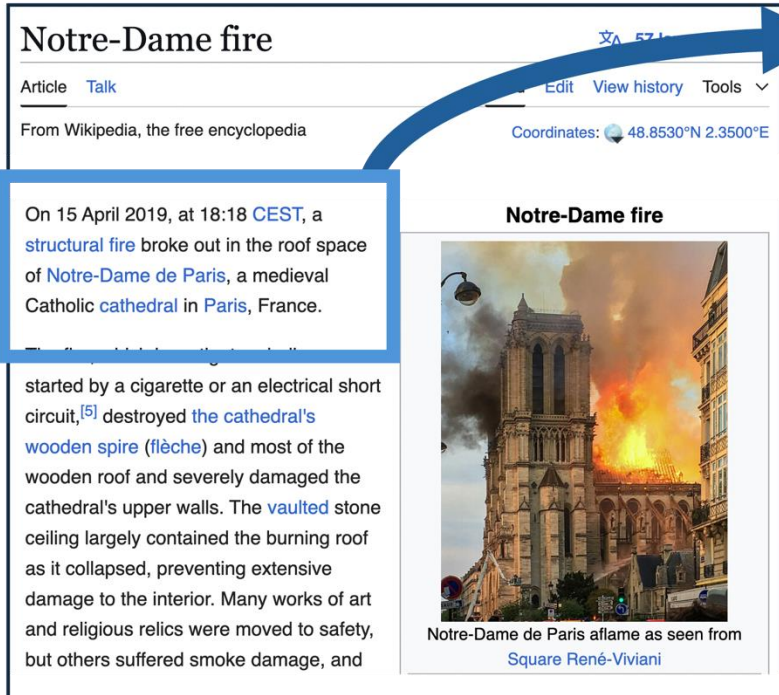 Notre-Dame fire
文A 57
Article Talk Edit View history Tools
From Wikipedia, the free encyclopedia
Coordinates: 48.8530°N 2.3500°E
On 15 April 2019, at 18:18 CEST, a
structural fire broke out in the roof space
of Notre-Dame de Paris, a medieval
Catholic cathedral in Paris, France.
started by a cigarette or an electrical short
circuit,[5] destroyed the cathedral's
wooden spire (flèche) and most of the
wooden roof and severely damaged the
cathedral's upper walls. The vaulted stone
ceiling largely contained the burning roof
as it collapsed, preventing extensive
damage to the interior. Many works of art
and religious relics were moved to safety,
but others suffered smoke damage, and
Notre-Dame fire
Notre-Dame de Paris aflame as seen from
Square René-Viviani